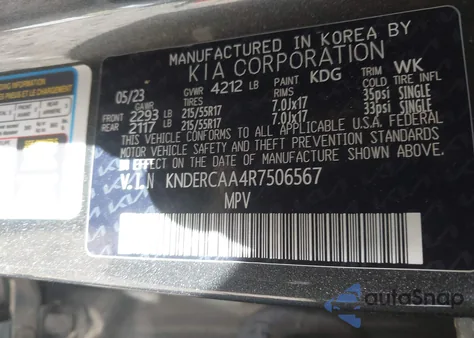 MANUFACTURED IN KOREA BY
KIA CORPORATION
05/23 GVWR 4212 LB PAINT KDG TRIM WK
GAWR TIRES RIMS COLD
FRONT 2293 LB 215/55R17 7.0Jx17 35psi SINGLE
REAR 2117 LB 215/55R17 7.0Jx17 33psi SINGLE
THIS VEHICLE CONFORMS TO ALL APPLICABLE U.S.A. FEDERAL
MOTOR VEHICLE SAFETY AND THEFT PREVENTION STANDARDS
IN EFFECT ON THE DATE OF MANUFACTURE SHOWN ABOVE.
V.I.N KNDERCAA4R7506567
MPV
autoSnap